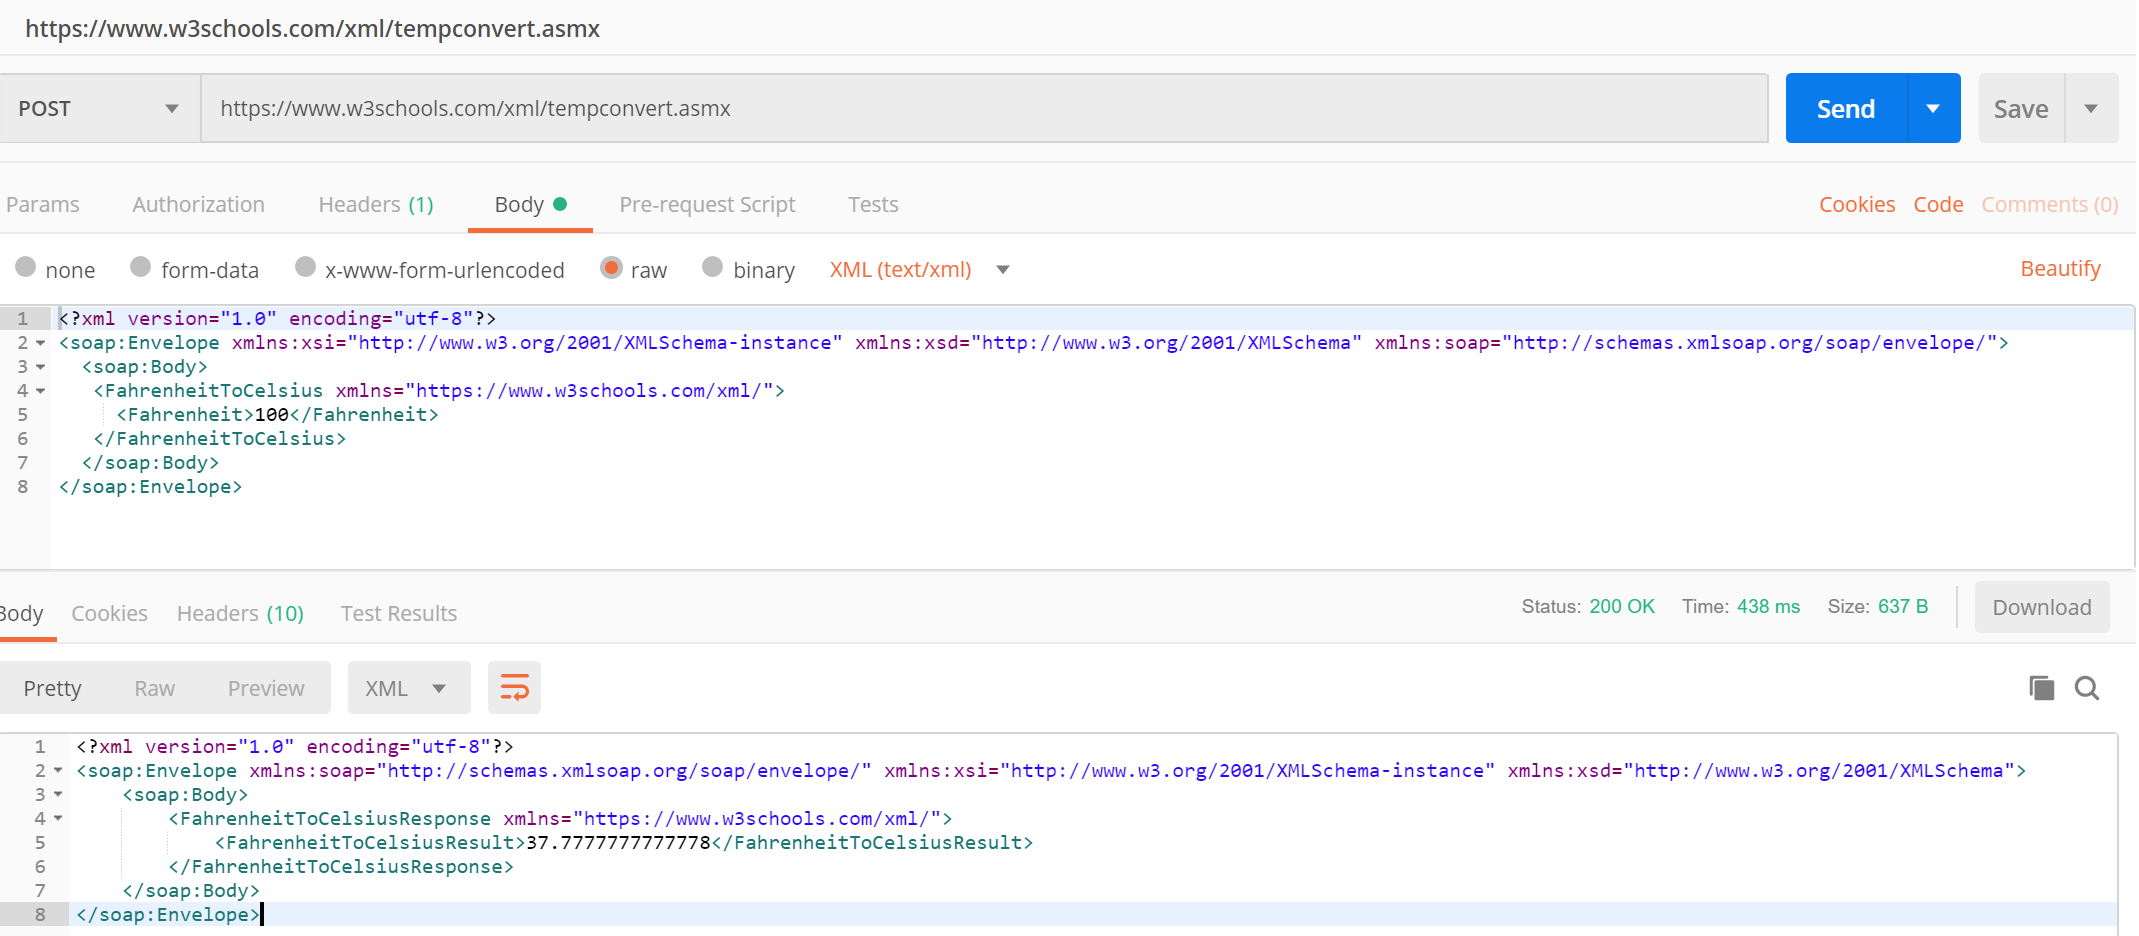 https://www.w3schools.com/xml/tempconvert.asmx
POST https://www.w3schools.com/xml/tempconvert.asmx Send Save
Params Authorization Headers (1) Body Pre-request Script Tests Cookies Code Comments (0)
none form-data x-www-form-urlencoded raw binary XML (text/xml) Beautify
1 <?xml version="1.0" encoding="utf-8"?>
2 <soap:Envelope xmlns:xsi="http://www.w3.org/2001/XMLSchema-instance" xmlns:xsd="http://www.w3.org/2001/XMLSchema" xmlns:soap="http://schemas.xmlsoap.org/soap/envelope/">
3 <soap:Body>
4 <FahrenheitToCelsius xmlns="https://www.w3schools.com/xml/">
5 <Fahrenheit>100</Fahrenheit>
6 </FahrenheitToCelsius>
7 </soap:Body>
8 </soap:Envelope>
Body Cookies Headers (10) Test Results Status: 200 OK Time: 438 ms Size: 637 B Download
Pretty Raw Preview XML
1 <?xml version="1.0" encoding="utf-8"?>
2 <soap:Envelope xmlns:soap="http://schemas.xmlsoap.org/soap/envelope/" xmlns:xsi="http://www.w3.org/2001/XMLSchema-instance" xmlns:xsd="http://www.w3.org/2001/XMLSchema">
3 <soap:Body>
4 <FahrenheitToCelsiusResponse xmlns="https://www.w3schools.com/xml/">
5 <FahrenheitToCelsiusResult>37.7777777777778</FahrenheitToCelsiusResult>
6 </FahrenheitToCelsiusResponse>
7 </soap:Body>
8 </soap:Envelope>